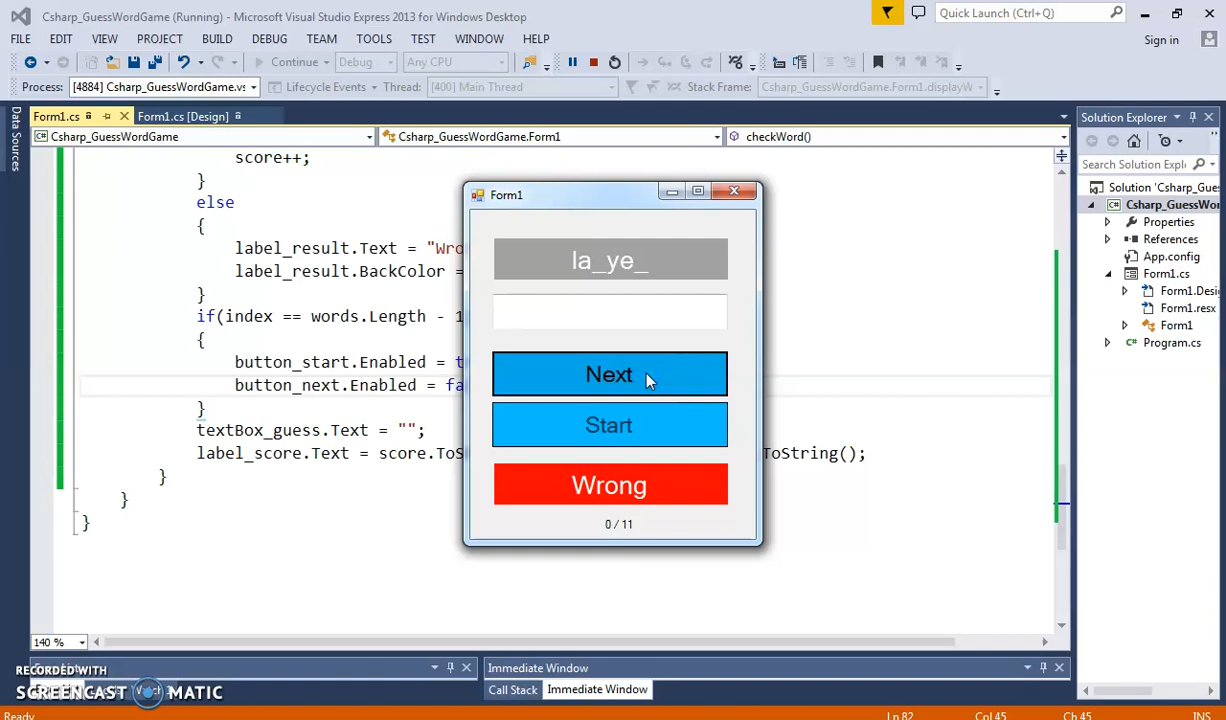 Csharp_GuessWordGame (Running) - Microsoft Visual Studio Express 2013 for Windows Desktop
Quick Launch (Ctrl+Q)
FILE EDIT VIEW PROJECT BUILD DEBUG TEAM TOOLS TEST WINDOW HELP
Sign in
Continue Debug Any CPU
Process: [4884] Csharp_GuessWordGame.vs Lifecycle Events Thread: [400] Main Thread Stack Frame: Csharp_GuessWordGame.Form1.displayW
Data Sources
Form1.cs Form1.cs [Design]
Csharp_GuessWordGame Csharp_GuessWordGame.Form1 checkWord()
score++;
}
else
{
label_result.Text = "Wro
label_result.BackColor =
}
if(index == words.Length - 1
{
button_start.Enabled = t
button_next.Enabled = fa
}
textBox_guess.Text = "";
label_score.Text = score.ToS
ToString();
}
}
}
Form1
la_ye_
Next
Start
Wrong
0 / 11
Solution Explorer
Search Solution Explo
Solution 'Csharp_Guess
Csharp_GuessWo
Properties
References
App.config
Form1.cs
Form1.Desi
Form1.resx
Form1
Program.cs
140 %
Immediate Window
Call Stack Immediate Window
RECORDED WITH
SCREENCAST MATIC
Ready Ln 82 Col 45 Ch 45 INS